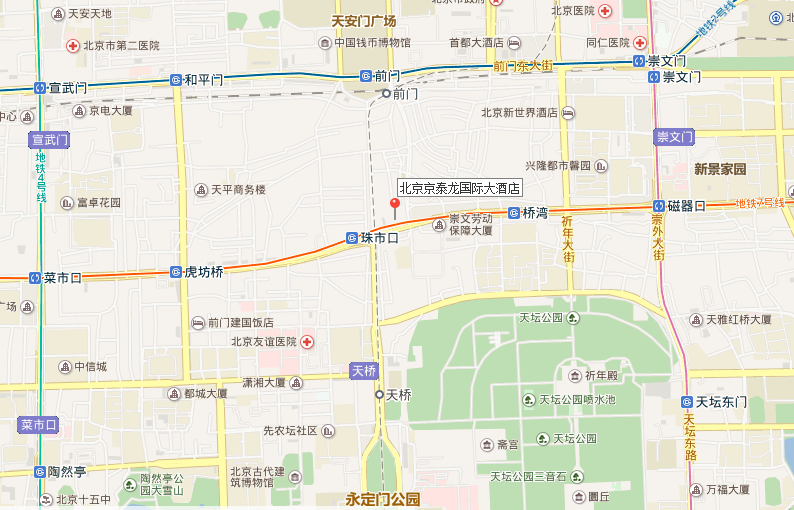 天安天地
天安门广场
北京市政府
北京医院
地铁2号线
北
北京市第二医院
中国钱币博物馆
首都大酒店
同仁医院
崇文门
前门东大街
宣武门
和平门
前门
崇文门
前门
中心
京电大厦
北京新世界酒店
宣武门
崇文门
地铁4号线
兴隆都市馨园
新景家园
天平商务楼
北京京泰龙国际大酒店
富卓花园
桥湾
磁器口
地铁7号线
崇文劳动
保障大厦
祈年大街
崇外大街
珠市口
菜市口
虎坊桥
广场
前门建国饭店
天坛公园
天雅红桥大厦
北京友谊医院
中信城
天桥
潇湘大厦
祈年殿
都城大厦
天桥
天坛公园喷水池
天坛东门
菜市口
天坛东路
先农坛社区
斋宫
天坛公园
陶然亭
陶然亭公
园大雪山
北京古代建
筑博物馆
天坛公园三音石
北京十五中
永定门公园
圜丘
万福大厦